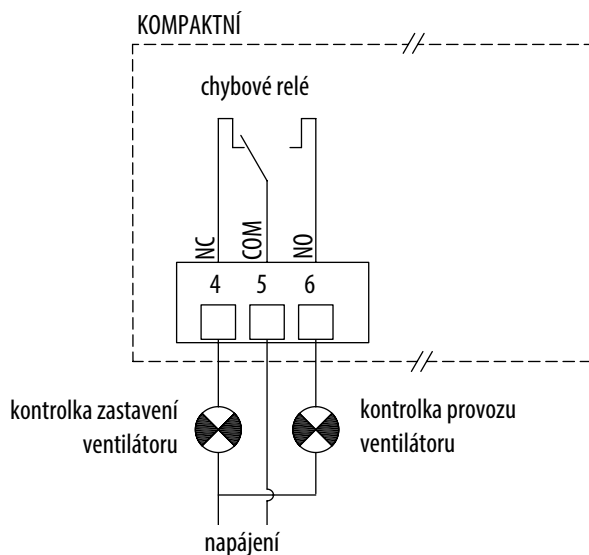 KOMPAKTNÍ
chybové relé
NC
COM
NO
4 5 6
kontrolka zastavení
ventilátoru
kontrolka provozu
ventilátoru
napájení